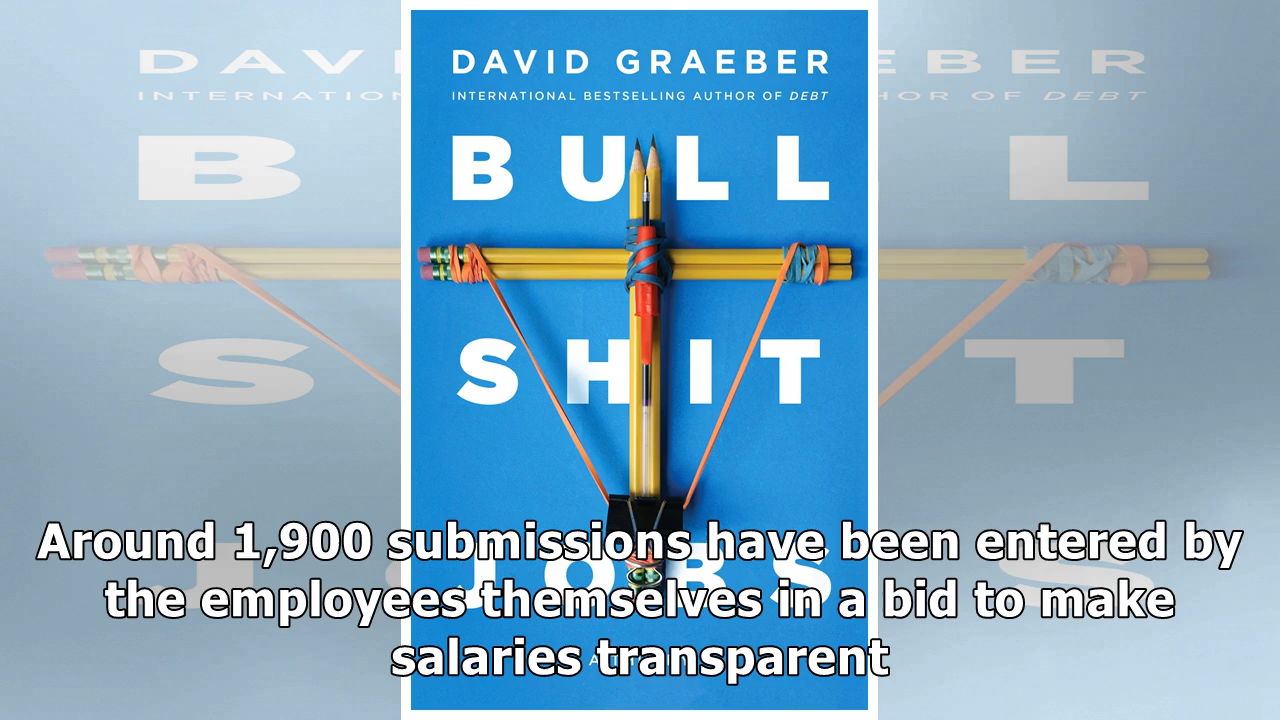 DAVID GRAEBER
INTERNATIONAL BESTSELLING AUTHOR OF DEBT
BULL
SHIT
JOBS
Around 1,900 submissions have been entered by
the employees themselves in a bid to make
salaries transparent